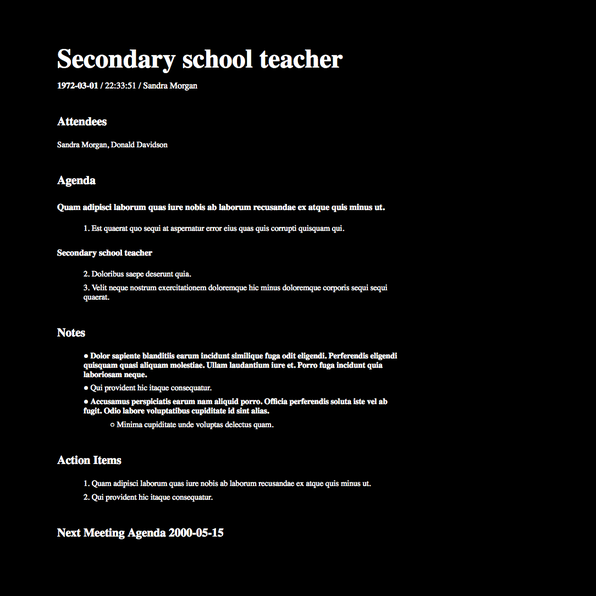 Secondary school teacher
1972-03-01 / 22:33:51 / Sandra Morgan
Attendees
Sandra Morgan, Donald Davidson
Agenda
Quam adipisci laborum quas iure nobis ab laborum recusandae ex atque quis minus ut.
1. Est quaerat quo sequi at aspernatur error eius quas quis corrupti quisquam qui.
Secondary school teacher
2. Doloribus saepe deserunt quia.
3. Velit neque nostrum exercitationem doloremque hic minus doloremque corporis sequi sequi
quaerat.
Notes
● Dolor sapiente blanditiis earum incidunt similique fuga odit eligendi. Perferendis eligendi
quisquam quasi aliquam molestiae. Ullam laudantium iure et. Porro fuga incidunt quia
laboriosam neque.
● Qui provident hic itaque consequatur.
● Accusamus perspiciatis earum nam aliquid porro. Officia perferendis soluta iste vel ab
fugit. Odio labore voluptatibus cupiditate id sint alias.
○ Minima cupiditate unde voluptas delectus quam.
Action Items
1. Quam adipisci laborum quas iure nobis ab laborum recusandae ex atque quis minus ut.
2. Qui provident hic itaque consequatur.
Next Meeting Agenda 2000-05-15